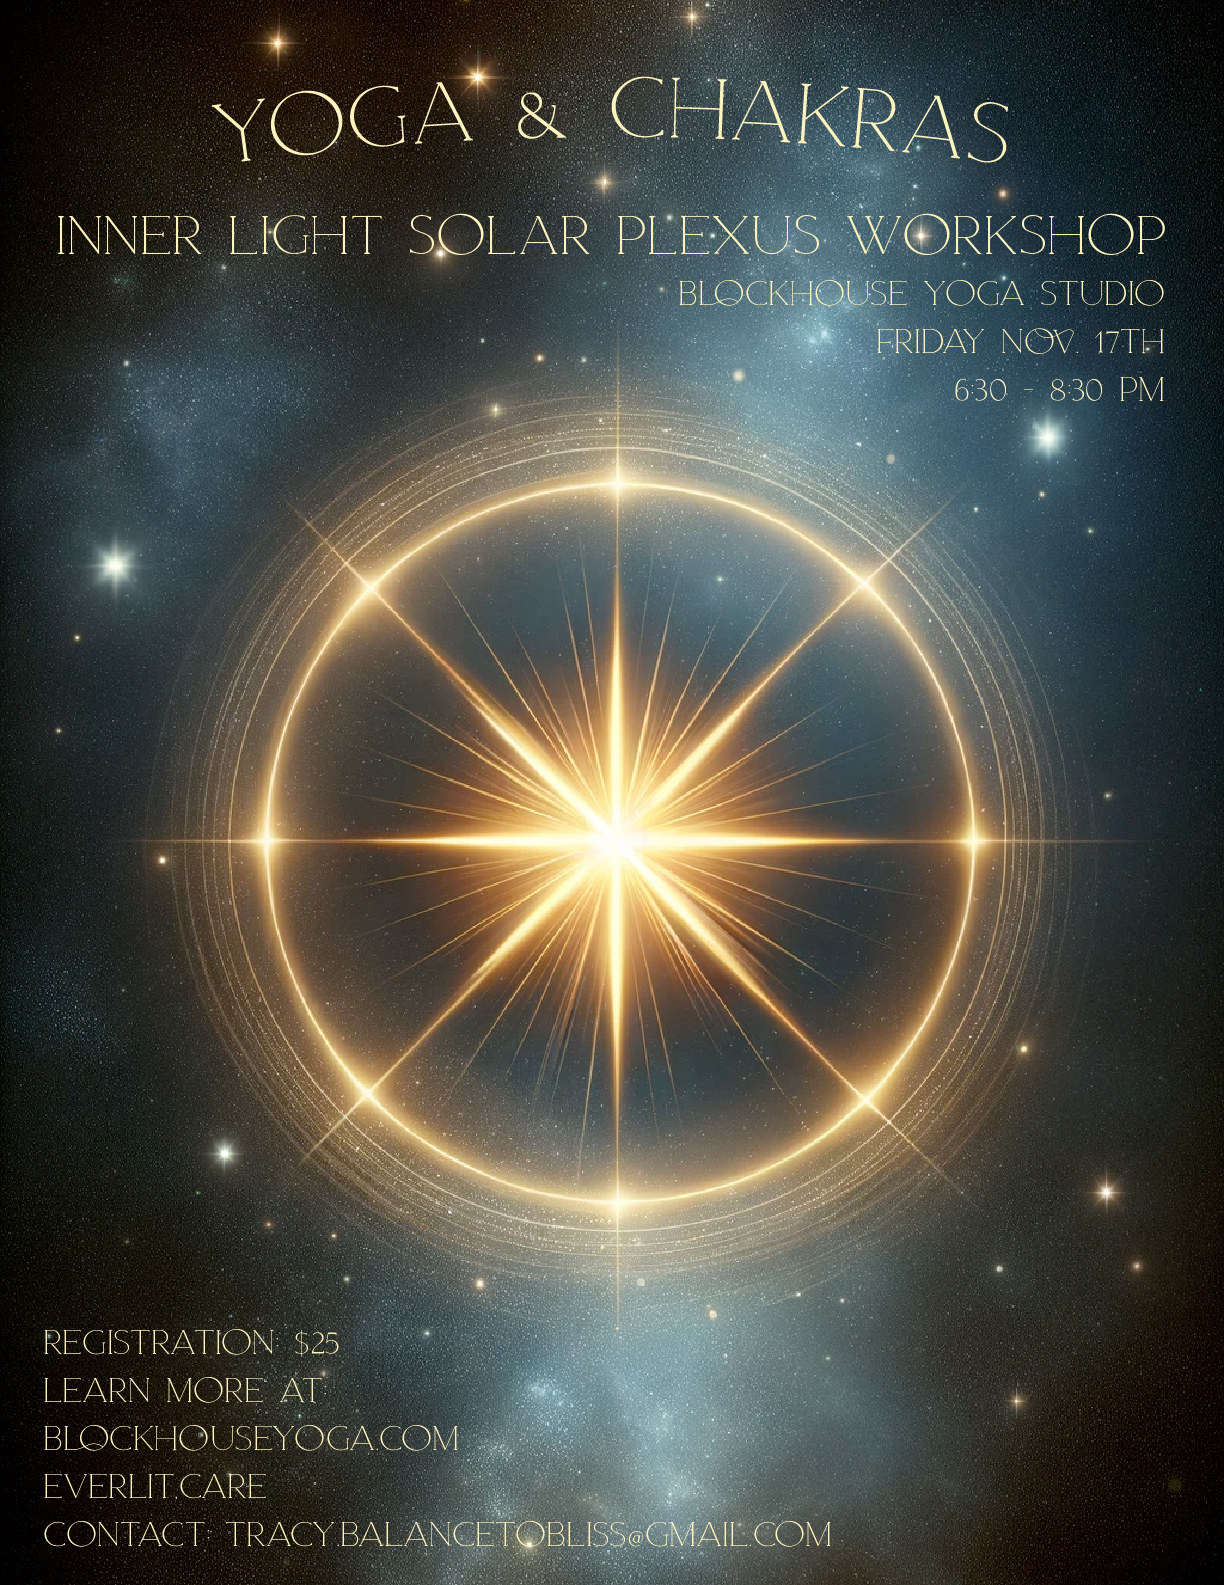 YOGA & CHAKRAS
INNER LIGHT SOLAR PLEXUS WORKSHOP
BLOCKHOUSE YOGA STUDIO
FRIDAY NOV. 17TH
6:30 - 8:30 PM
REGISTRATION: $25
LEARN MORE AT:
BLOCKHOUSEYOGA.COM
EVERLIT.CARE
CONTACT: TRACY.BALANCETOBLISS@GMAIL.COM